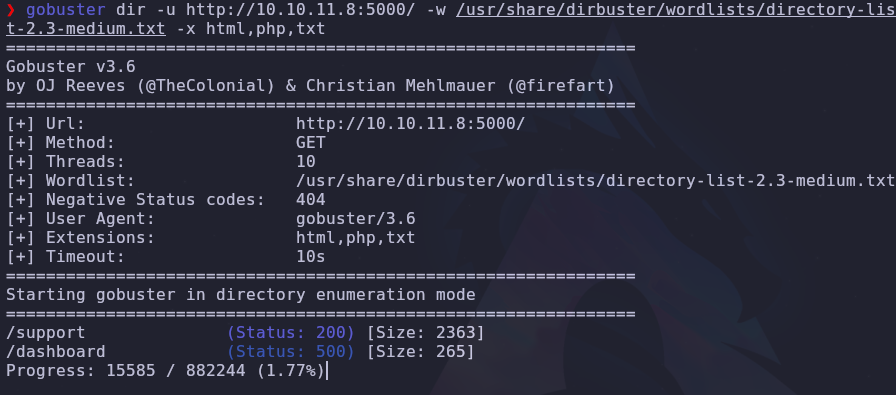 ❯ gobuster dir -u http://10.10.11.8:5000/ -w /usr/share/dirbuster/wordlists/directory-lis
t-2.3-medium.txt -x html,php,txt
===============================================================
Gobuster v3.6
by OJ Reeves (@TheColonial) & Christian Mehlmauer (@firefart)
===============================================================
[+] Url:                     http://10.10.11.8:5000/
[+] Method:                  GET
[+] Threads:                 10
[+] Wordlist:                /usr/share/dirbuster/wordlists/directory-list-2.3-medium.txt
[+] Negative Status codes:   404
[+] User Agent:              gobuster/3.6
[+] Extensions:              html,php,txt
[+] Timeout:                 10s
===============================================================
Starting gobuster in directory enumeration mode
===============================================================
/support              (Status: 200) [Size: 2363]
/dashboard            (Status: 500) [Size: 265]
Progress: 15585 / 882244 (1.77%)